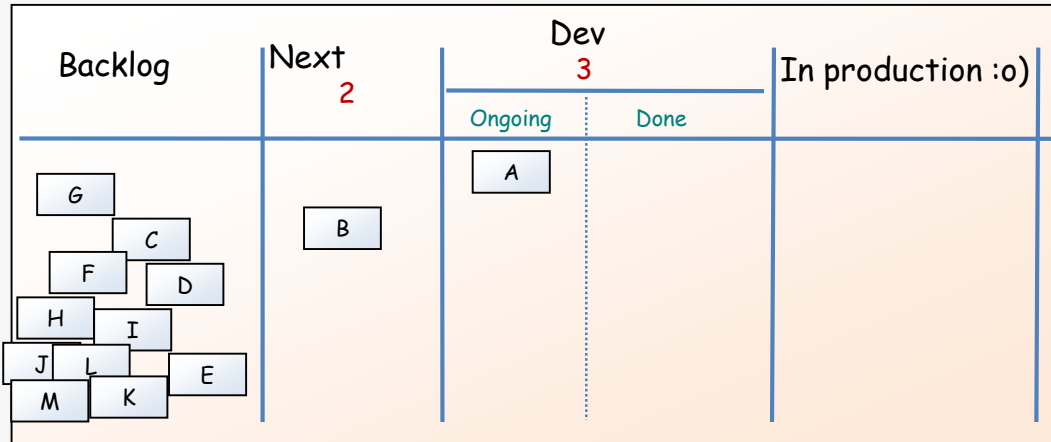 Backlog
Next
2
Dev
3
In production :o)
Ongoing
Done
A
G
B
C
F
D
H
I
J
L
E
M
K